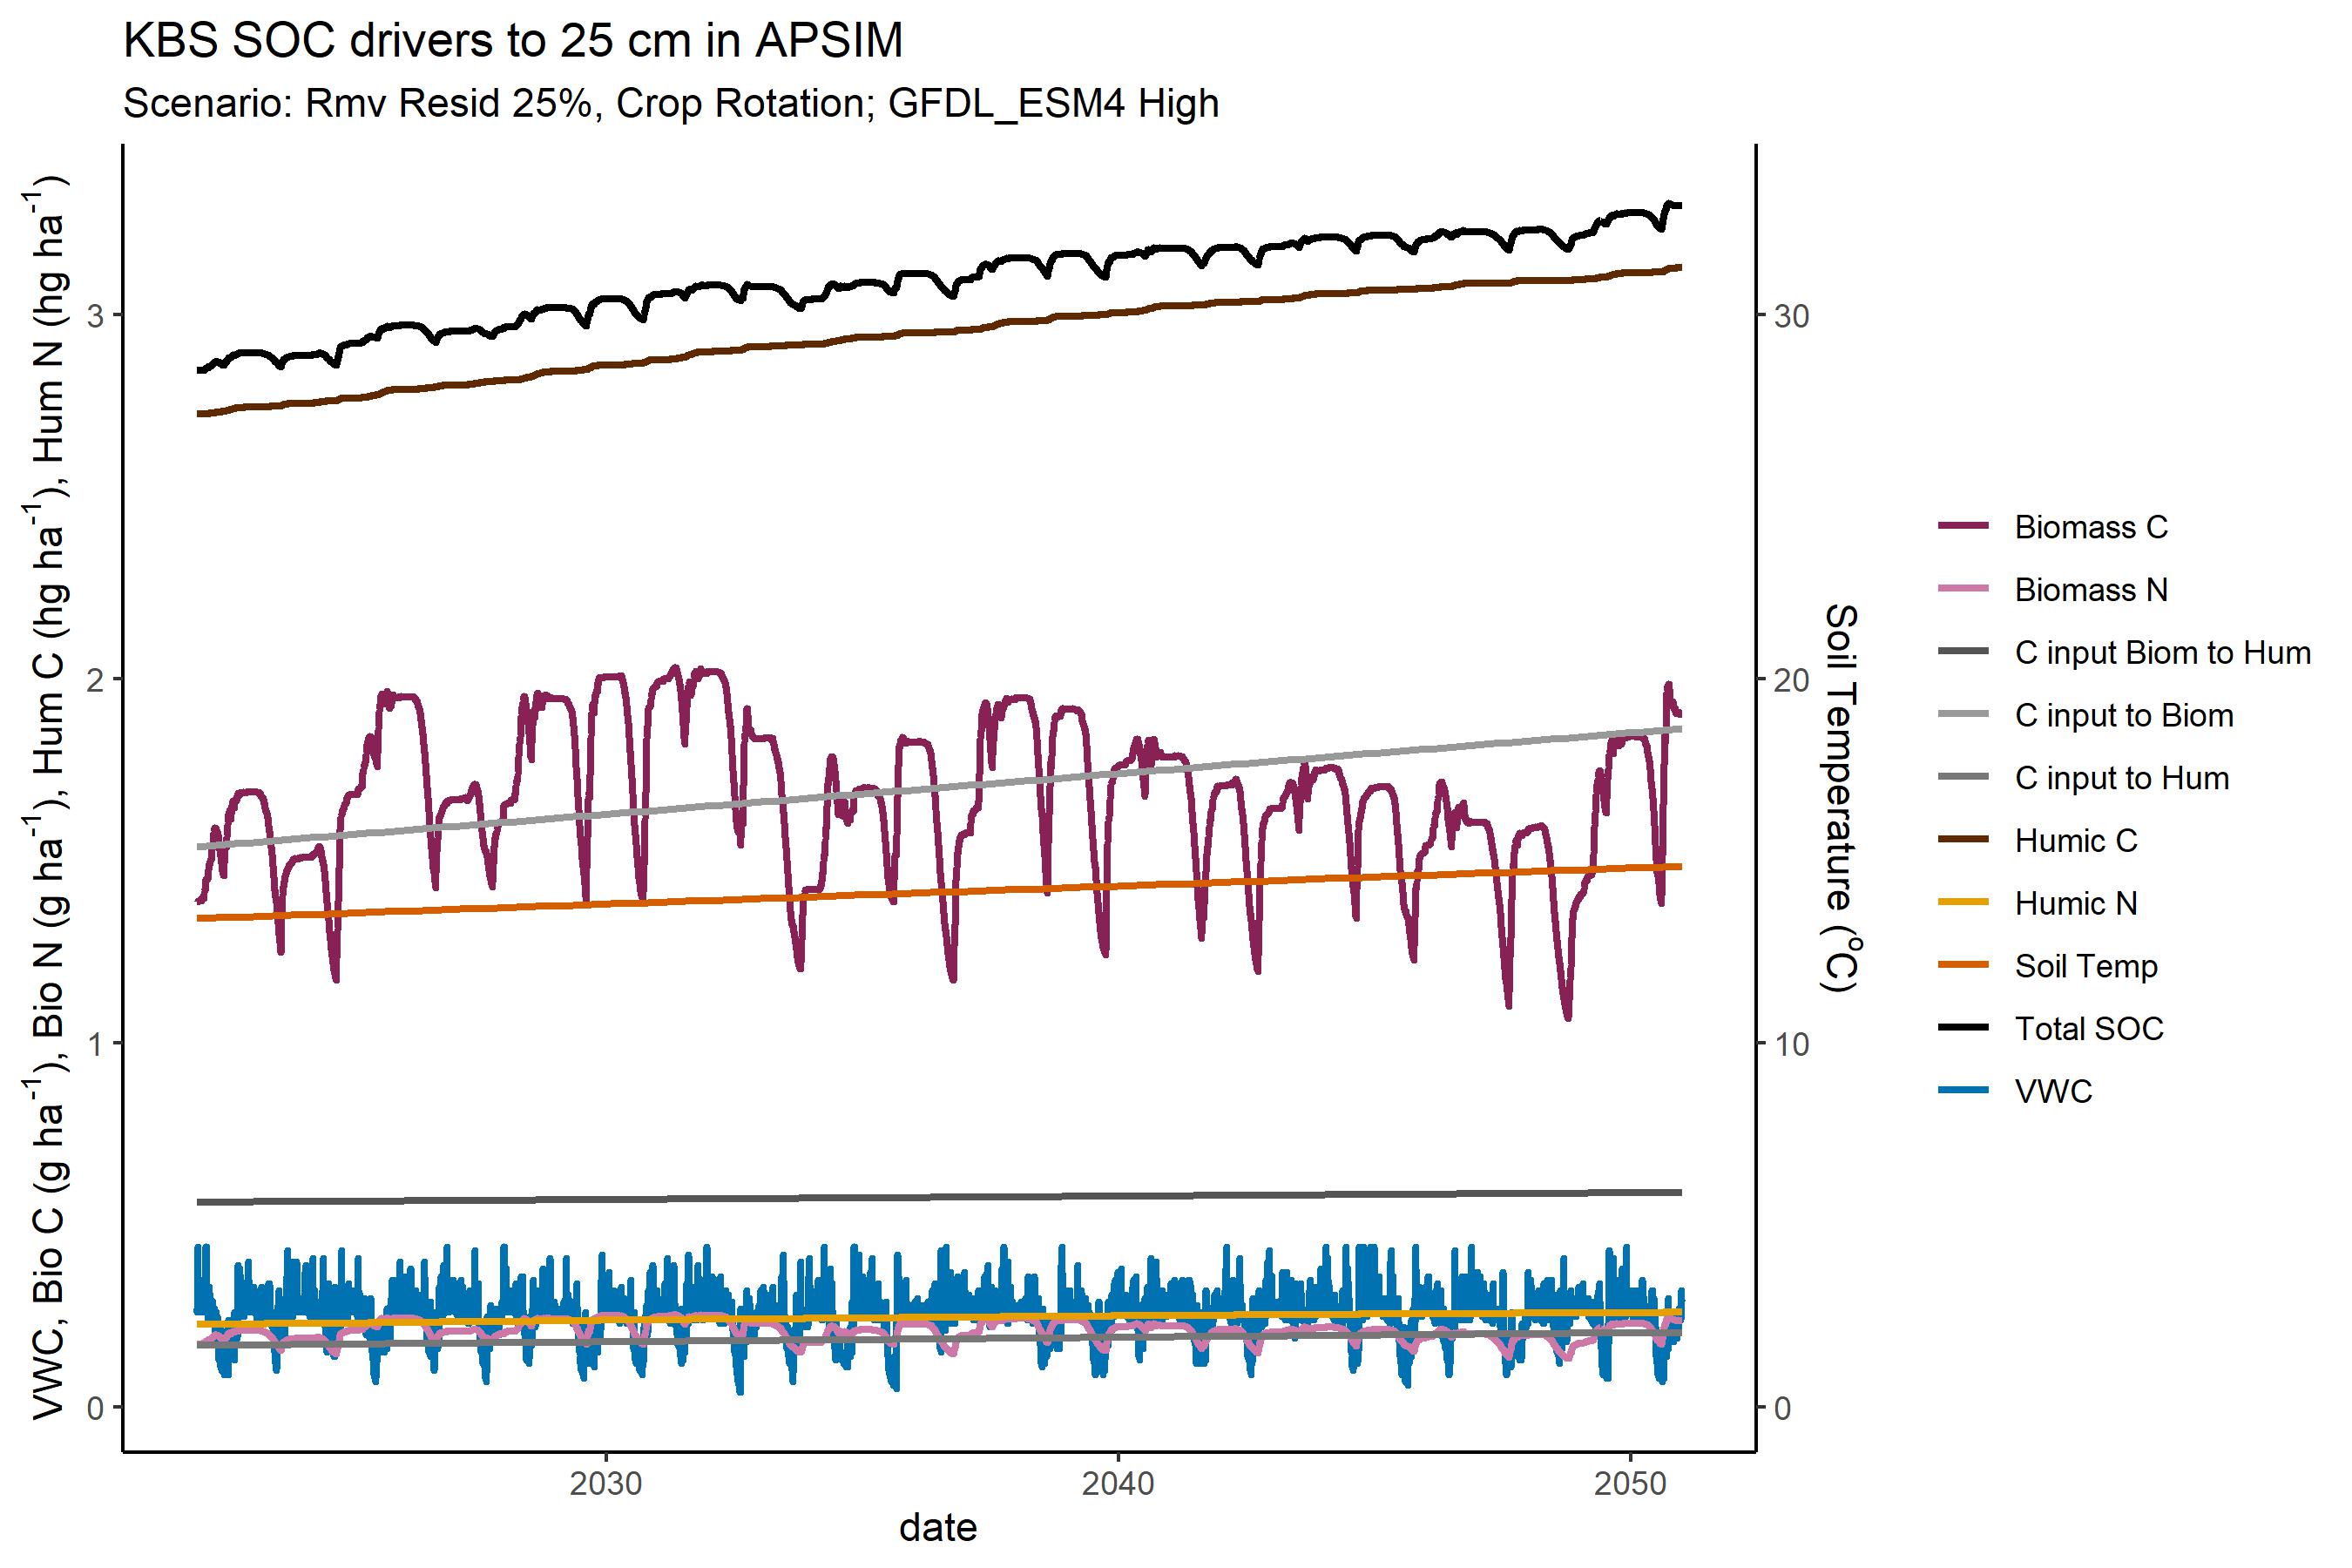 KBS SOC drivers to 25 cm in APSIM
Scenario: Rmv Resid 25%, Crop Rotation; GFDL_ESM4 High
VWC, Bio C (g ha⁻¹), Bio N (g ha⁻¹), Hum C (hg ha⁻¹), Hum N (hg ha⁻¹)
3
2
1
0
30
20
10
0
Soil Temperature (°C)
2030
2040
2050
date
Biomass C
Biomass N
C input Biom to Hum
C input to Biom
C input to Hum
Humic C
Humic N
Soil Temp
Total SOC
VWC